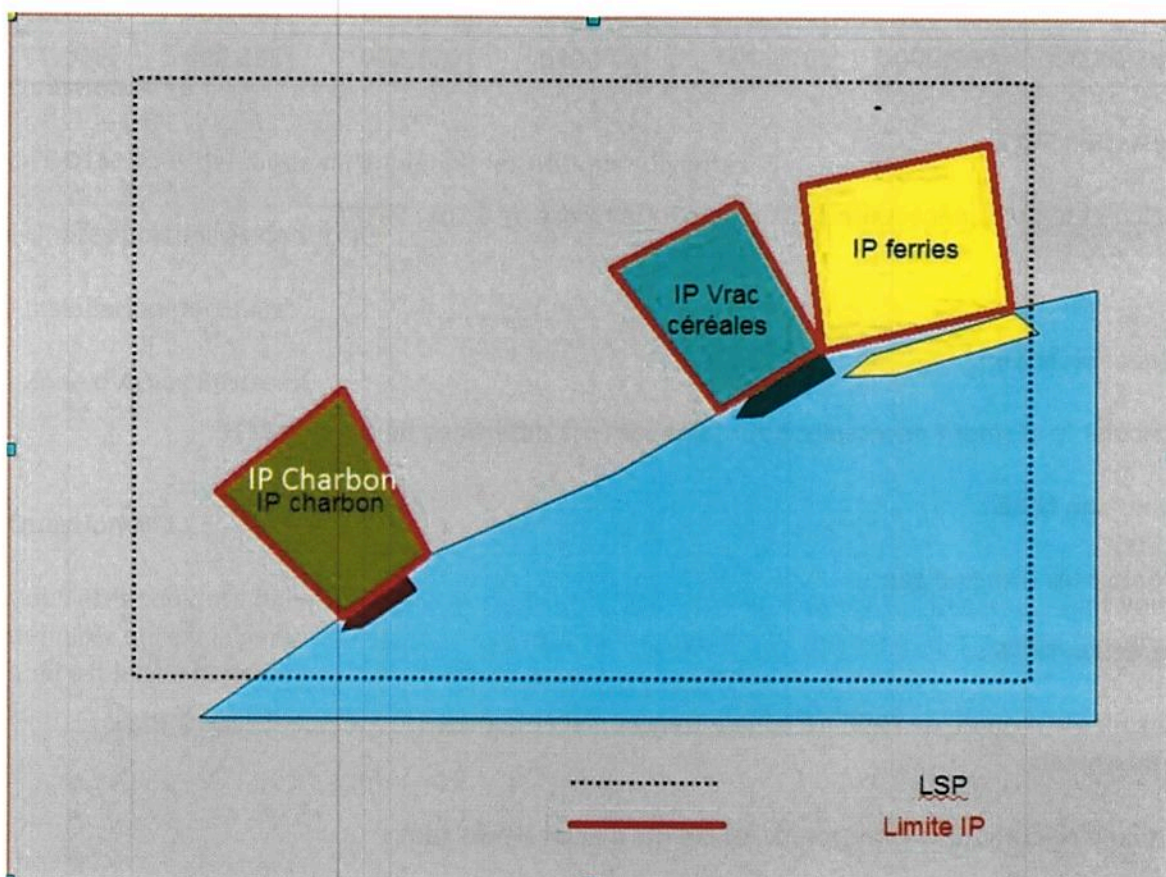 IP ferries
IP Vrac
céréales
IP Charbon
IP charbon
LSP
Limite IP